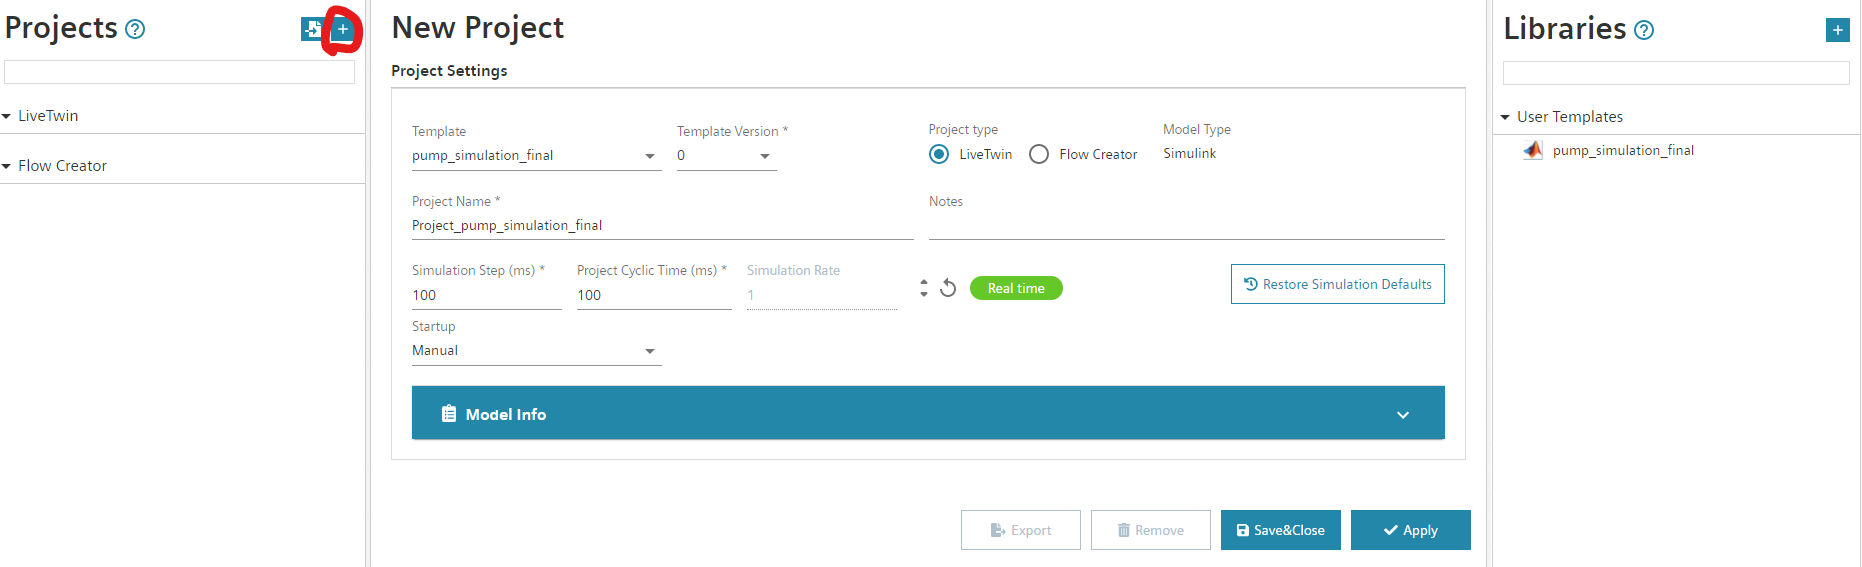 Projects
LiveTwin
Flow Creator
New Project
Project Settings
Template
pump_simulation_final
Template Version *
0
Project type
LiveTwin
Flow Creator
Model Type
Simulink
Project Name *
Project_pump_simulation_final
Notes
Simulation Step (ms) *
100
Project Cyclic Time (ms) *
100
Simulation Rate
1
Real time
Restore Simulation Defaults
Startup
Manual
Model Info
Export
Remove
Save&Close
Apply
Libraries
User Templates
pump_simulation_final